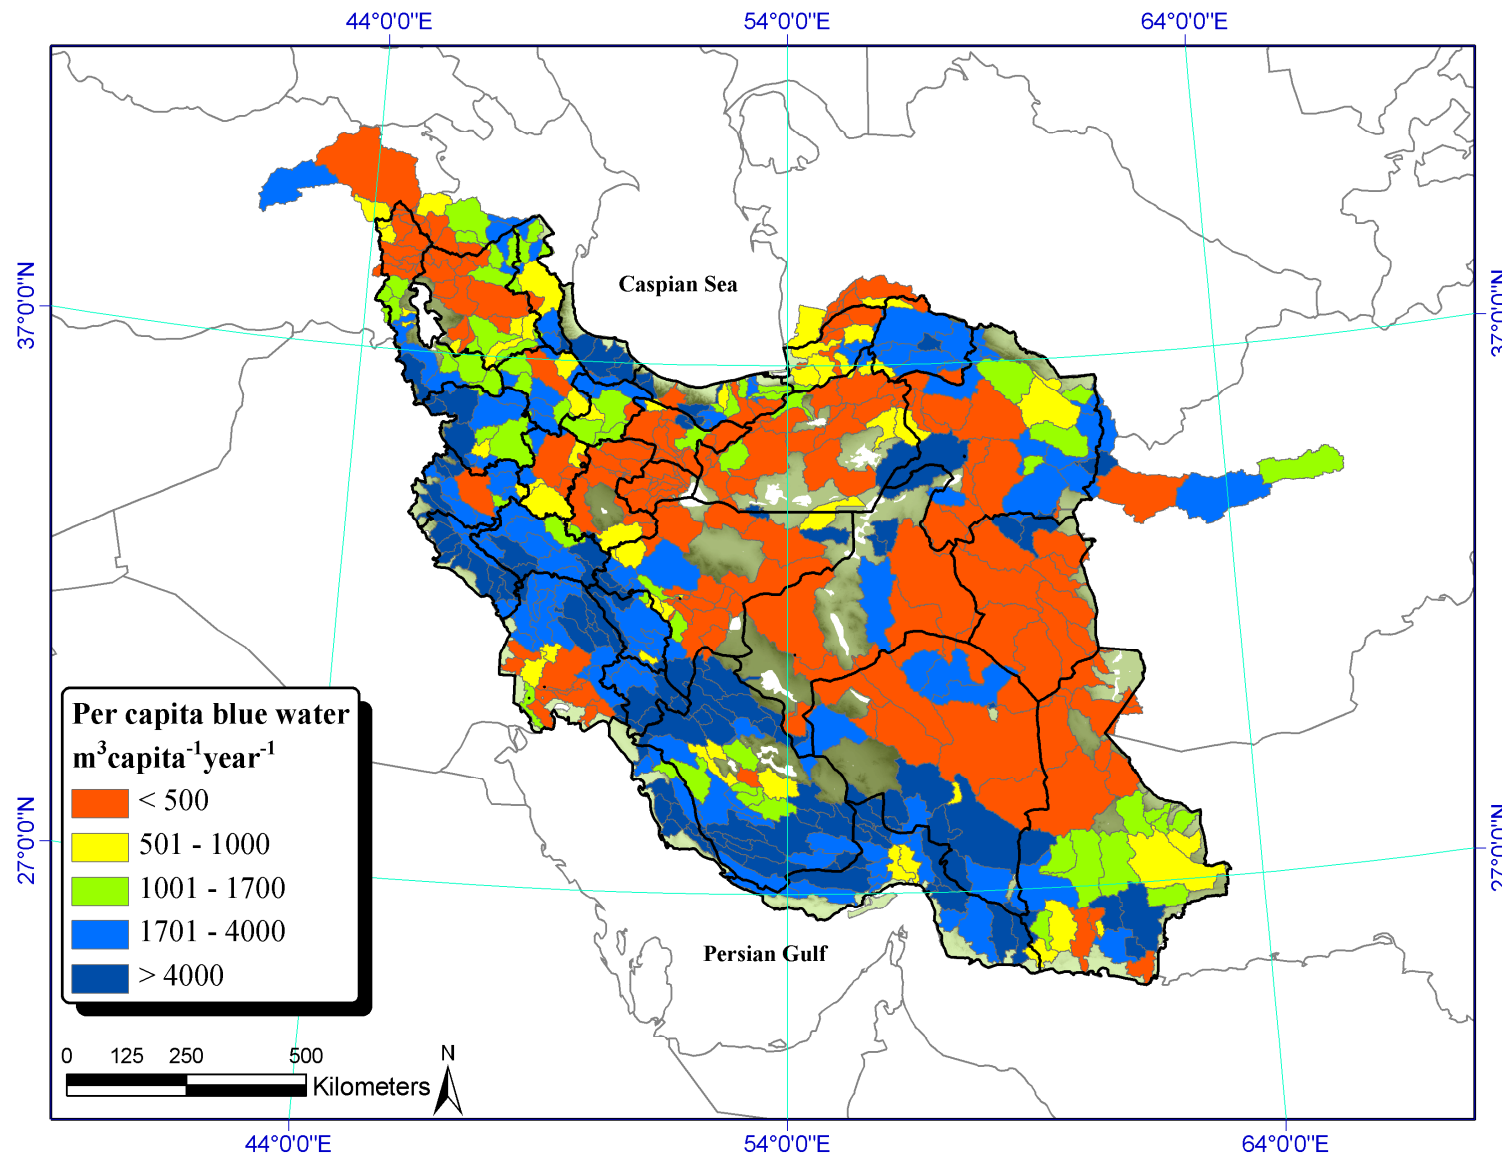 44°0'0"E 54°0'0"E 64°0'0"E
37°0'0"N
37°0'0"N
Caspian Sea
Per capita blue water
m³capita⁻¹year⁻¹
< 500
501 - 1000
1001 - 1700
1701 - 4000
> 4000
27°0'0"N
27°0'0"N
Persian Gulf
0 125 250 500
Kilometers
N
44°0'0"E 54°0'0"E 64°0'0"E